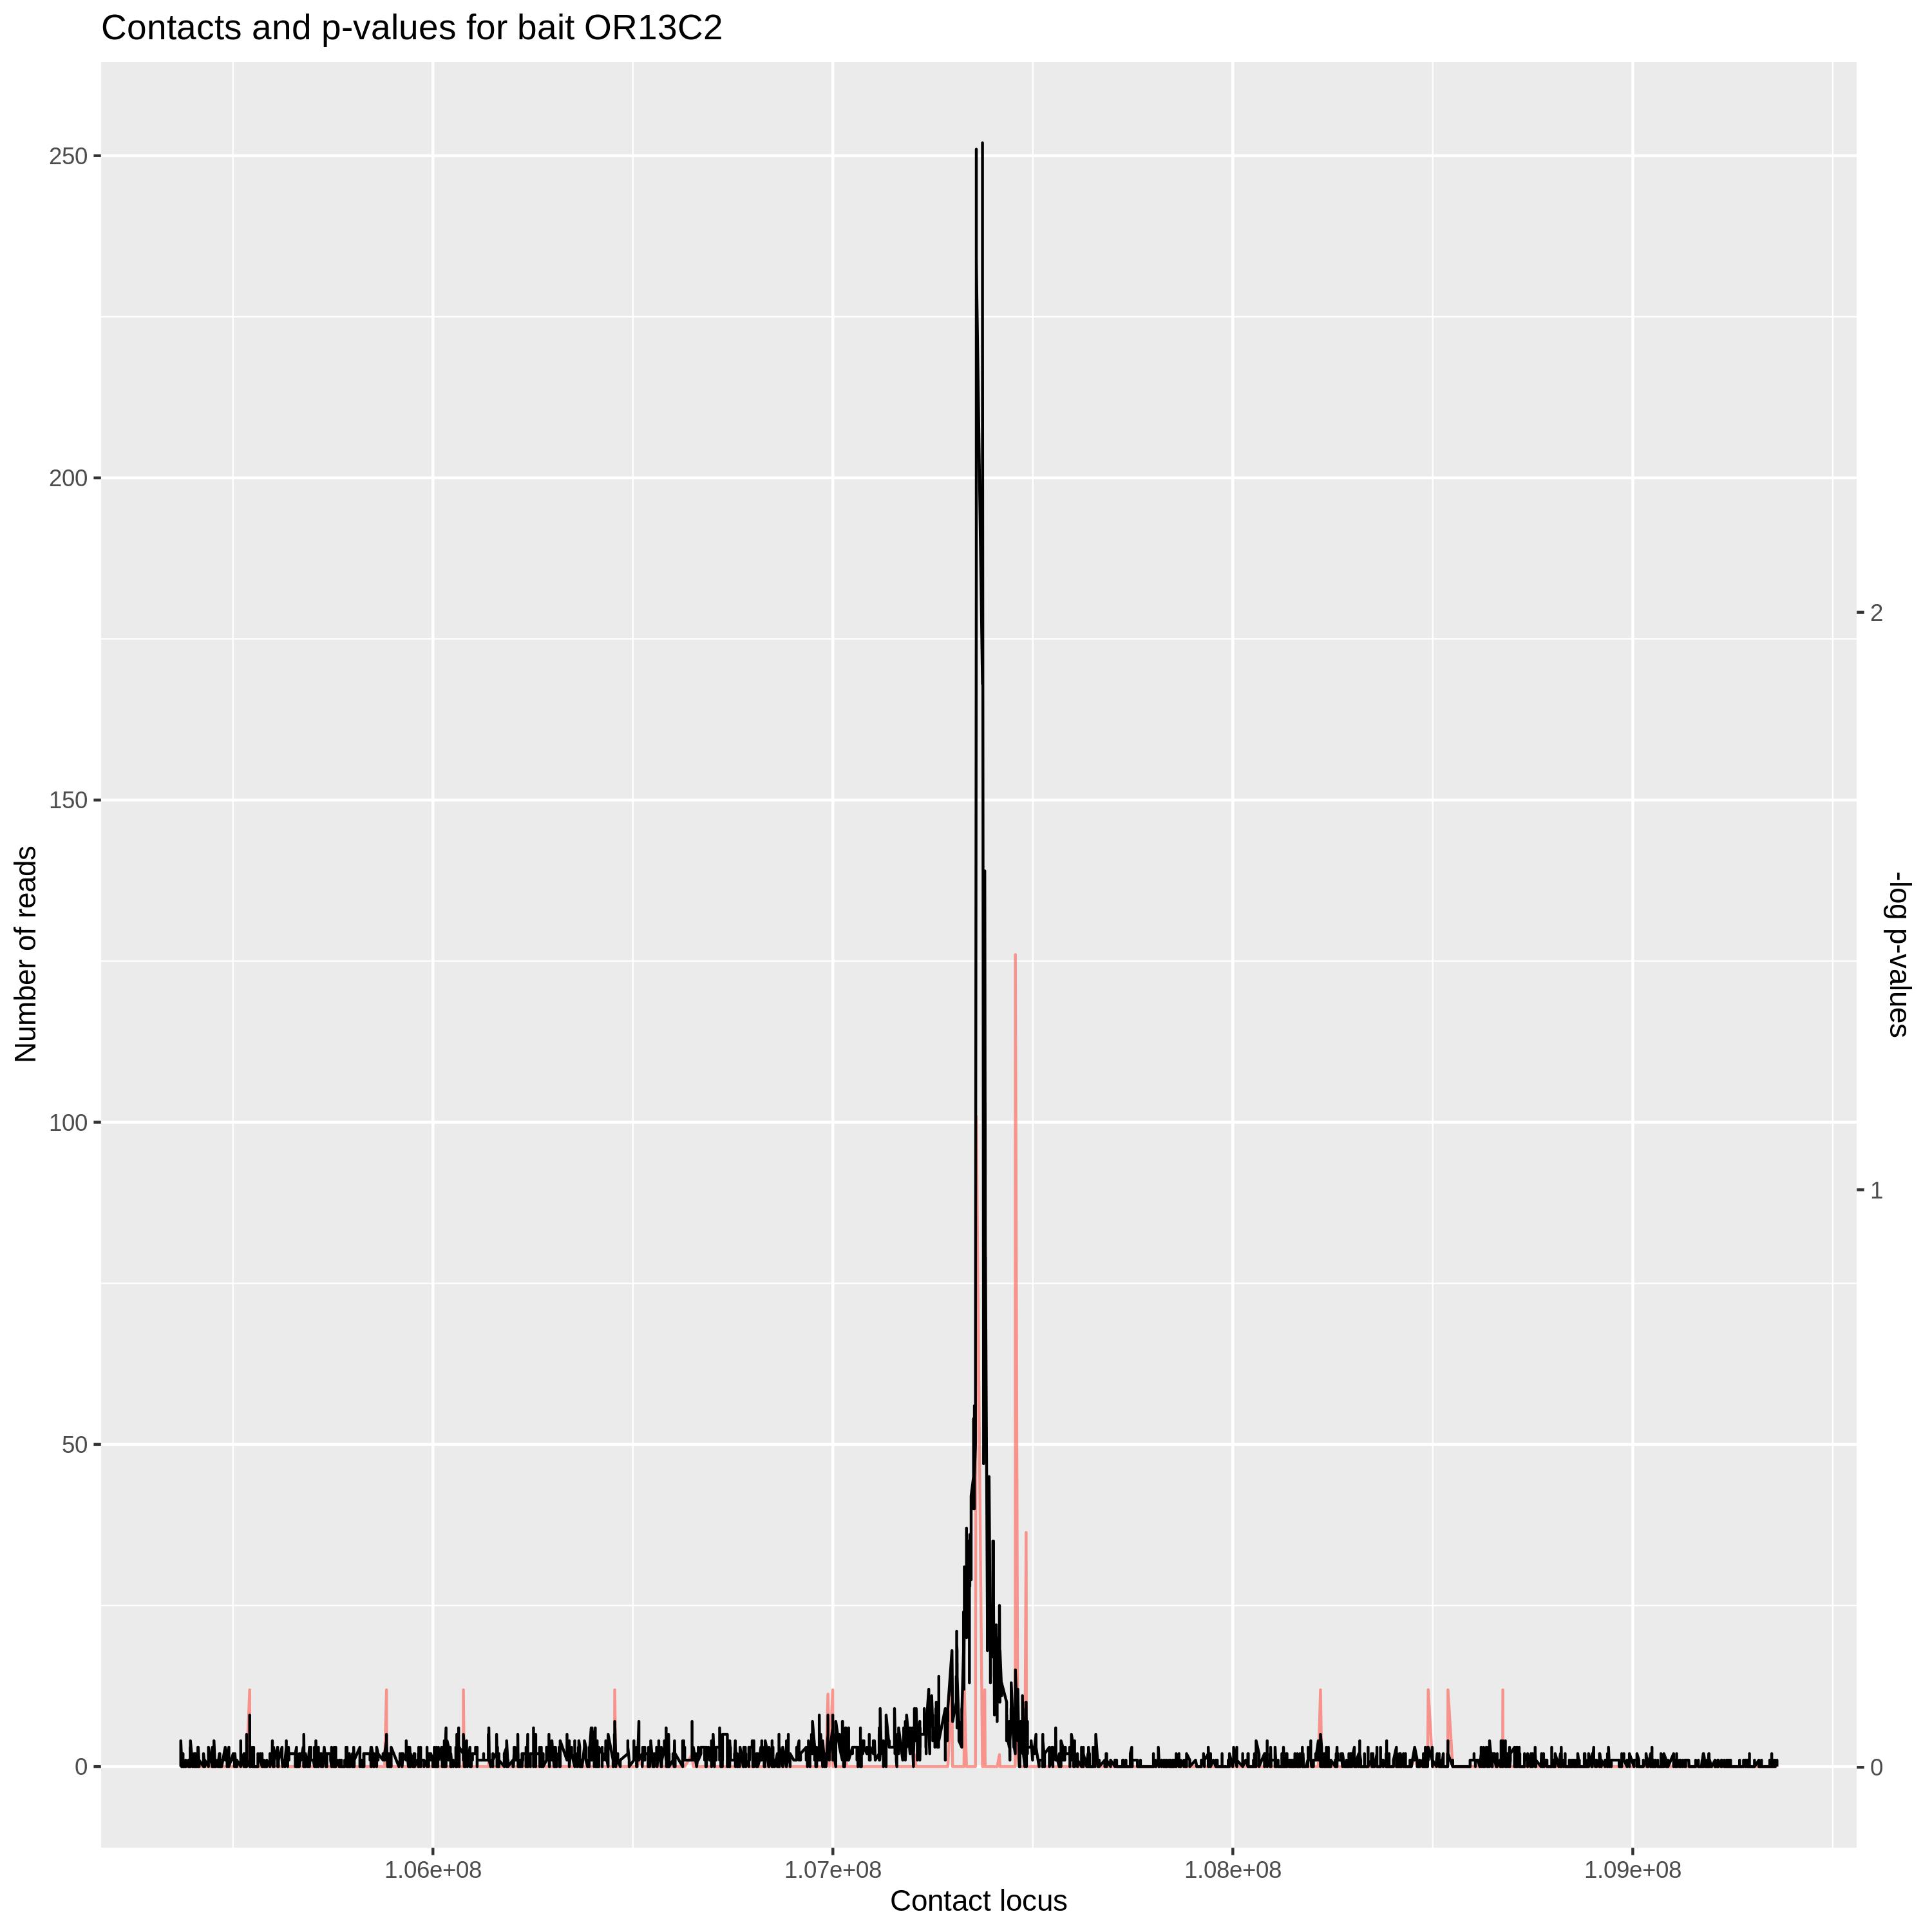 Contacts and p-values for bait OR13C2
250
200
150
100
50
0
Number of reads
2
1
0
-log p-values
1.06e+08
1.07e+08
1.08e+08
1.09e+08
Contact locus